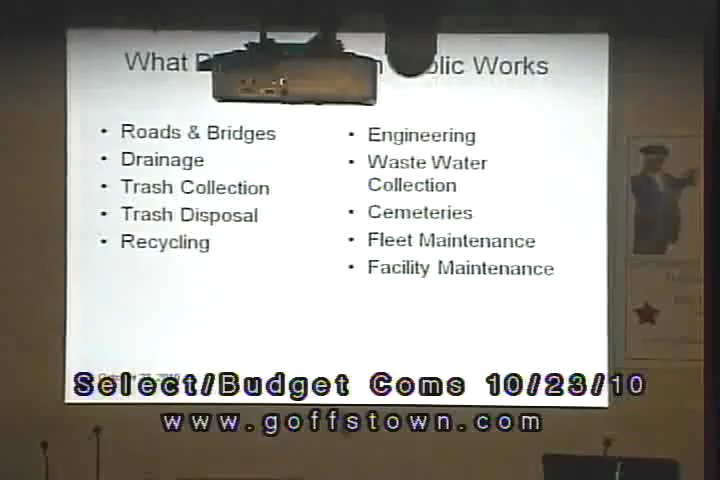 What
Public Works
• Roads & Bridges
• Drainage
• Trash Collection
• Trash Disposal
• Recycling
• Engineering
• Waste Water
Collection
• Cemeteries
• Fleet Maintenance
• Facility Maintenance
Select/Budget Coms 10/23/10
www.goffstown.com